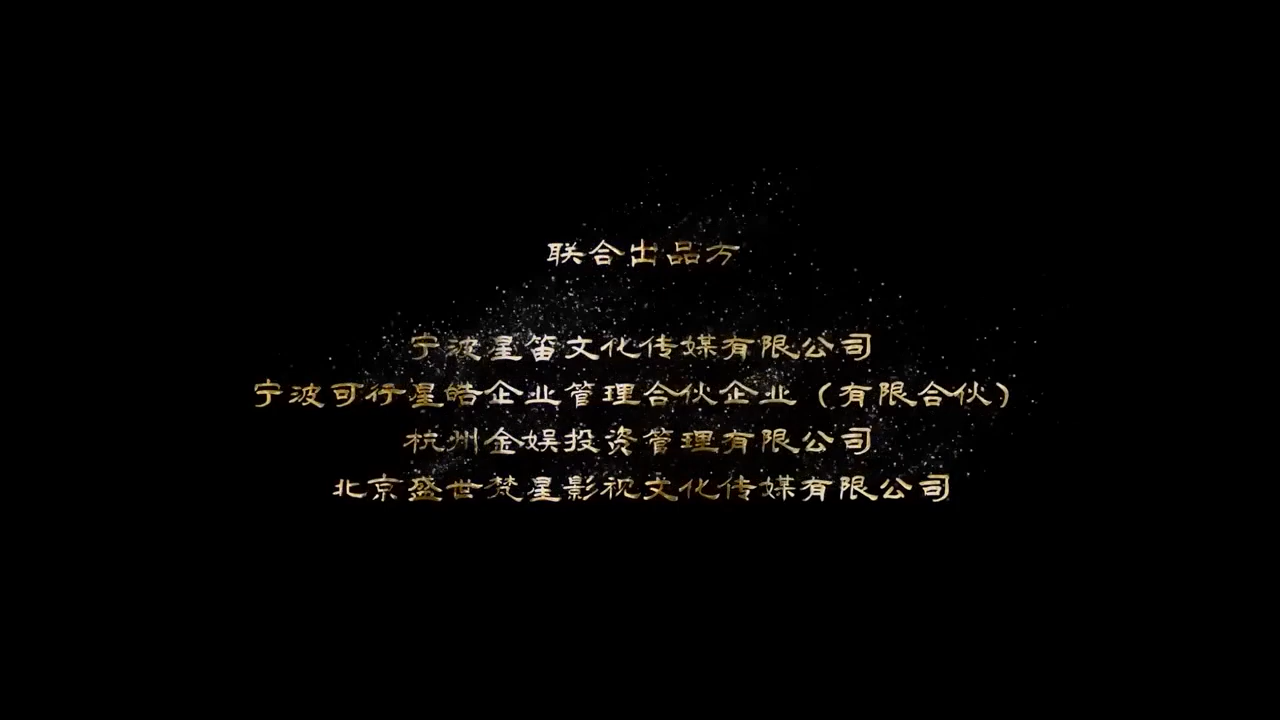 联合出品方
宁波星笛文化传媒有限公司
宁波可行星皓企业管理合伙企业（有限合伙）
杭州金娱投资管理有限公司
北京盛世梵星影视文化传媒有限公司